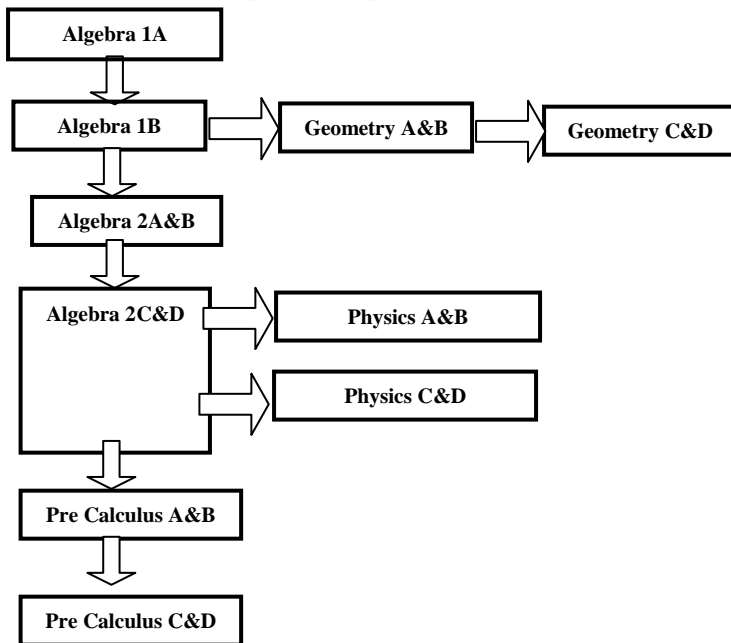 Algebra 1A
Algebra 1B
Geometry A&B
Geometry C&D
Algebra 2A&B
Algebra 2C&D
Physics A&B
Physics C&D
Pre Calculus A&B
Pre Calculus C&D